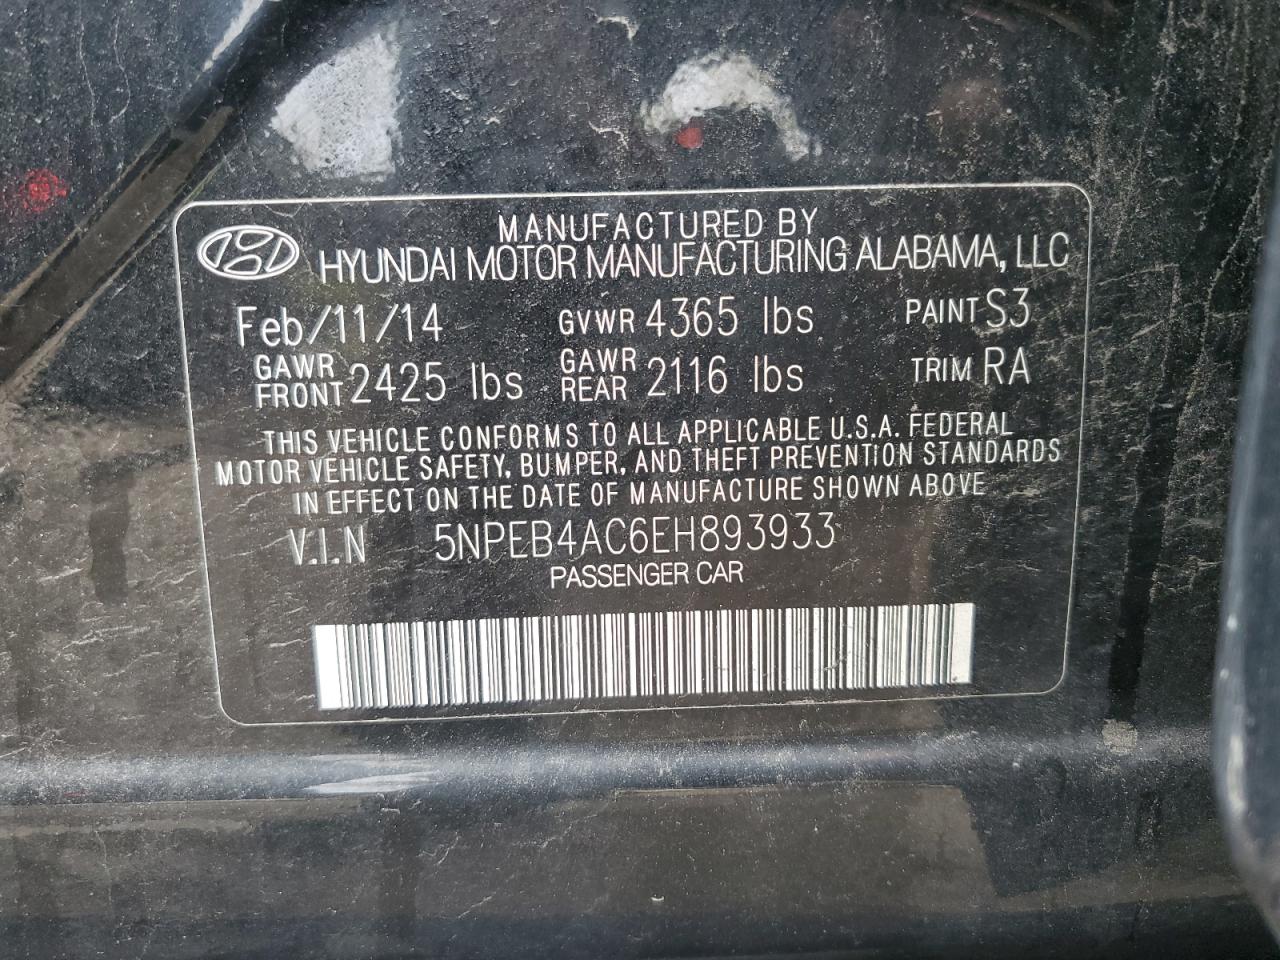 MANUFACTURED BY
HYUNDAI MOTOR MANUFACTURING ALABAMA, LLC
Feb/11/14 GVWR 4365 lbs PAINT S3
GAWR FRONT 2425 lbs GAWR REAR 2116 lbs TRIM RA
THIS VEHICLE CONFORMS TO ALL APPLICABLE U.S.A. FEDERAL
MOTOR VEHICLE SAFETY, BUMPER, AND THEFT PREVENTION STANDARDS
IN EFFECT ON THE DATE OF MANUFACTURE SHOWN ABOVE
V.I.N 5NPEB4AC6EH893933
PASSENGER CAR